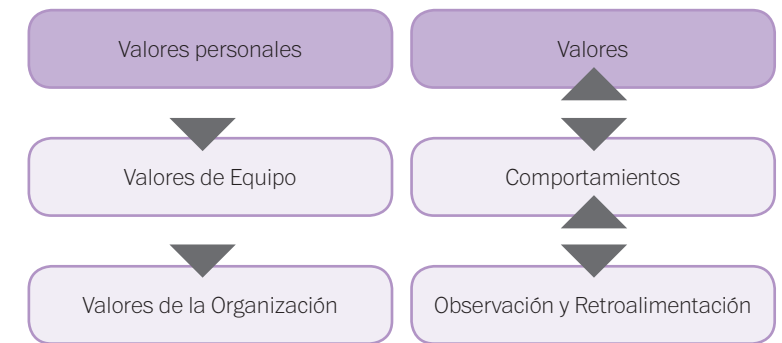 Valores personales
Valores de Equipo
Valores de la Organización
Valores
Comportamientos
Observación y Retroalimentación